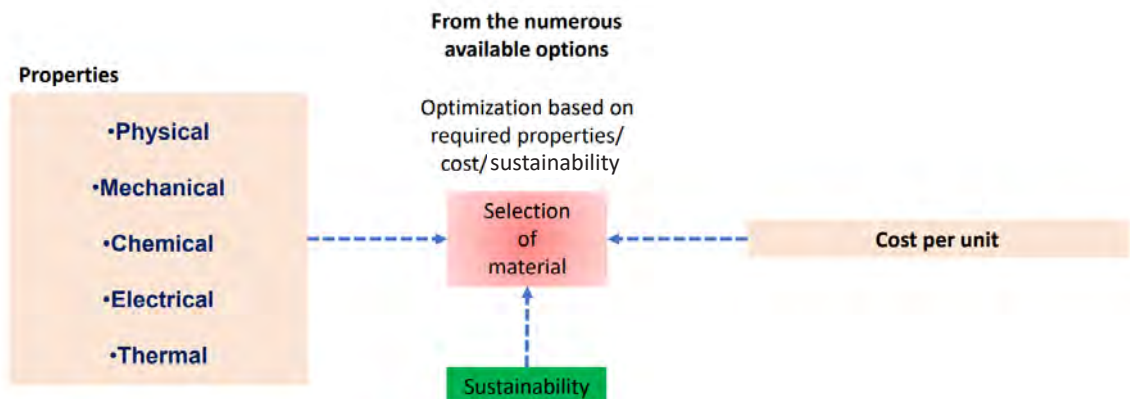 From the numerous
available options
Properties
Optimization based on
required properties/
cost/sustainability
•Physical
•Mechanical
•Chemical
•Electrical
•Thermal
Selection
of
material
Cost per unit
Sustainability